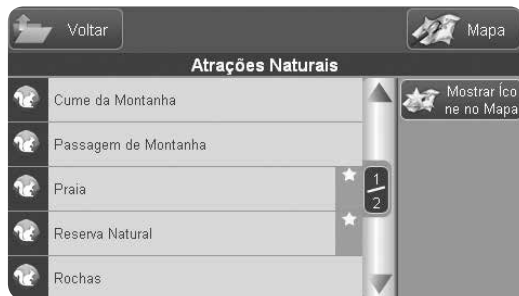 Voltar
Mapa
Atrações Naturais
Cume da Montanha
Passagem de Montanha
Praia
Reserva Natural
Rochas
1
2
Mostrar Íco
ne no Mapa